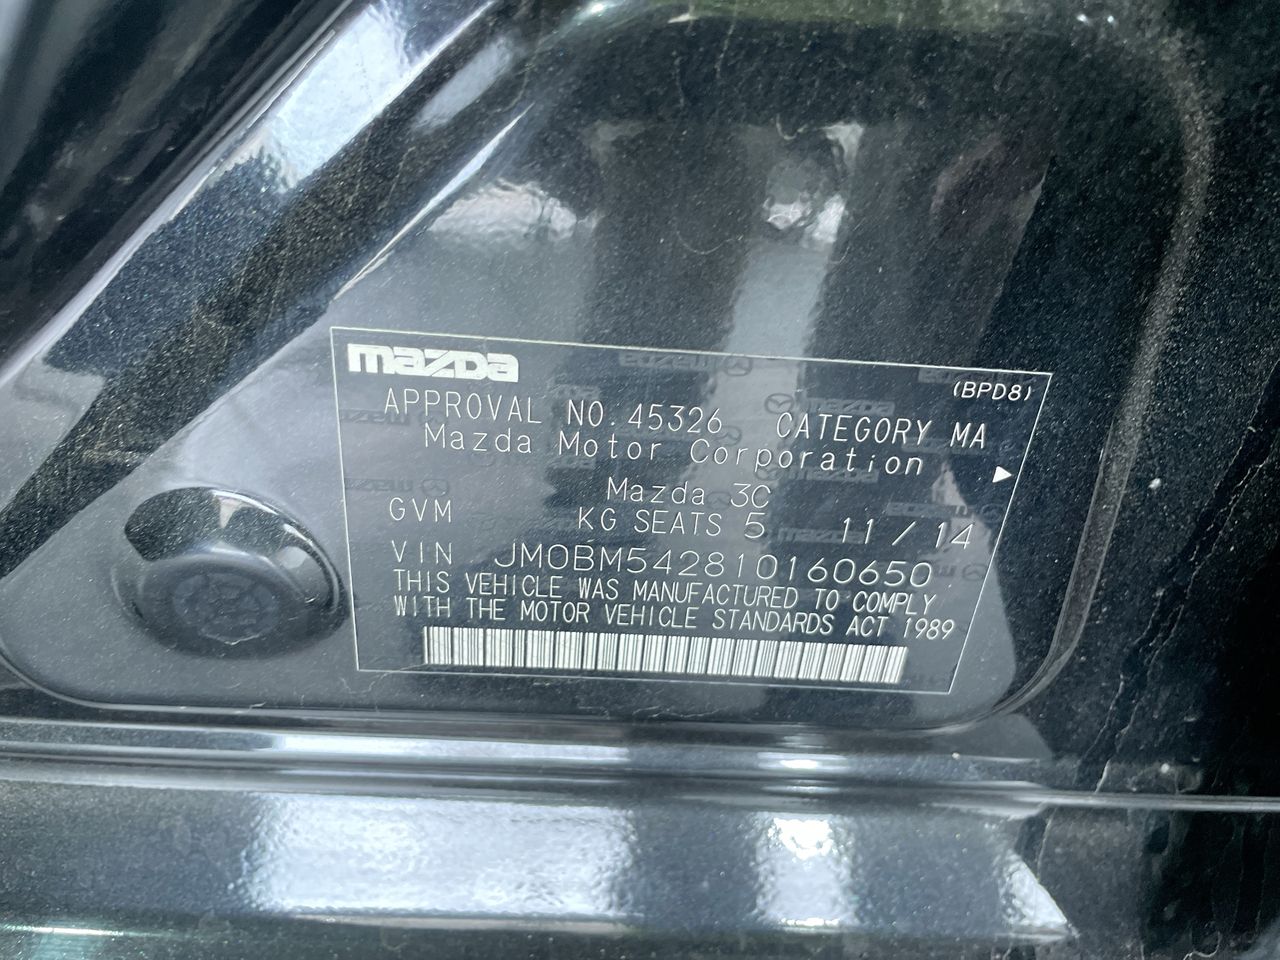 mazda
(BPD8)
APPROVAL NO. 45326 CATEGORY MA
Mazda Motor Corporation
Mazda 3C
GVM KG SEATS 5 11 / 14
VIN JM0BM542810160650
THIS VEHICLE WAS MANUFACTURED TO COMPLY
WITH THE MOTOR VEHICLE STANDARDS ACT 1989